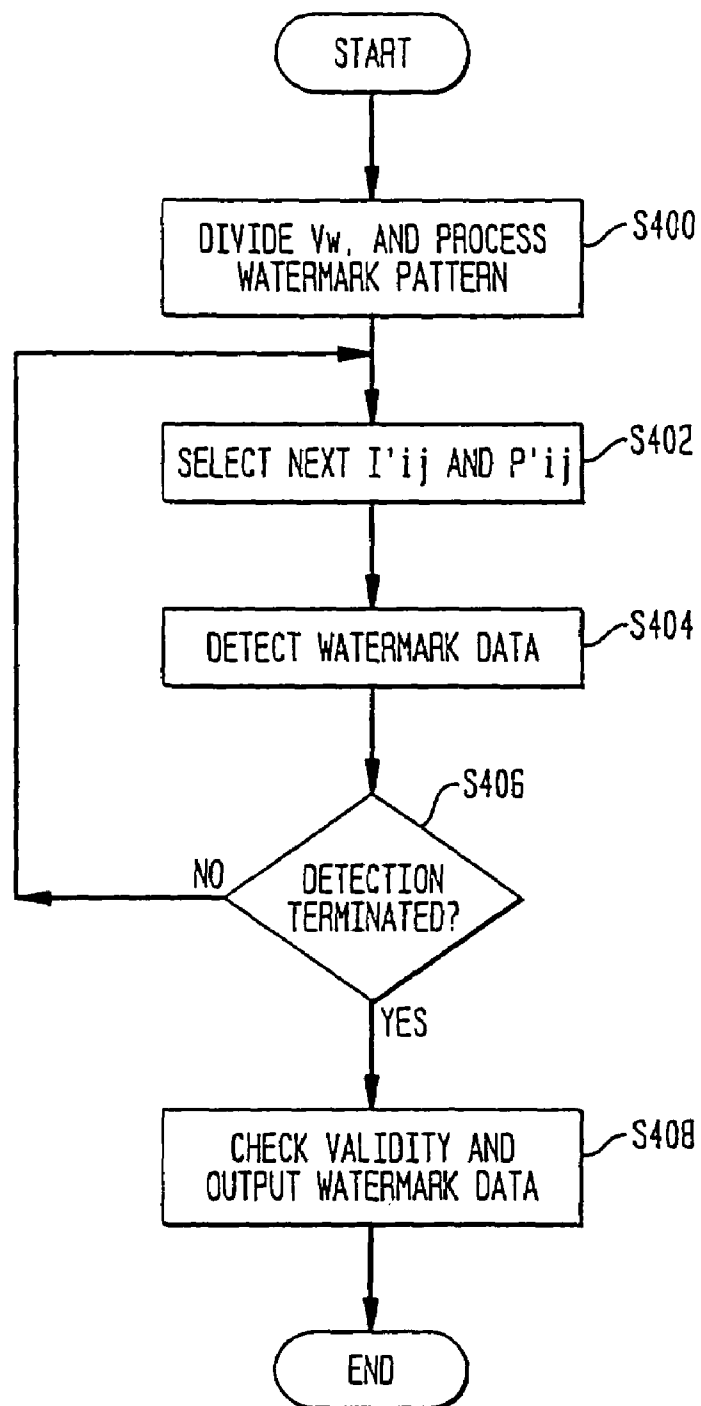 START
DIVIDE Vw, AND PROCESS
WATERMARK PATTERN
S400
SELECT NEXT I'ij AND P'ij
S402
DETECT WATERMARK DATA
S404
S406
DETECTION
TERMINATED?
NO
YES
CHECK VALIDITY AND
OUTPUT WATERMARK DATA
S408
END